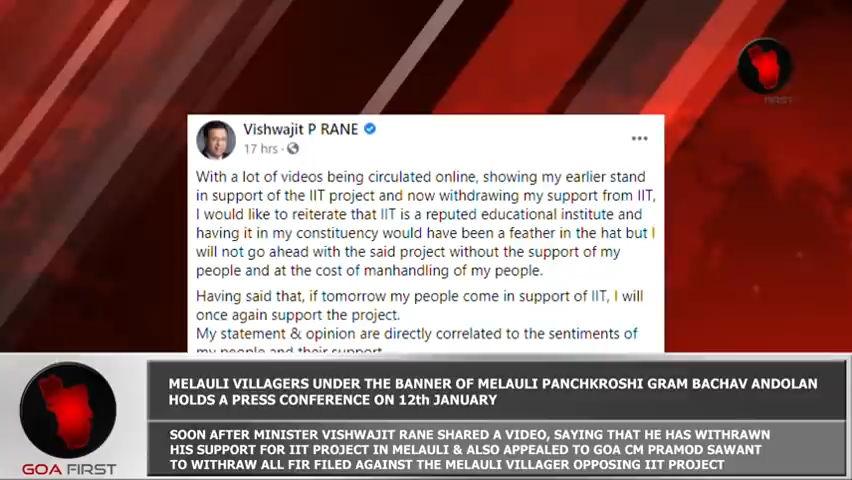 GOA FIRST
Vishwajit P RANE
17 hrs
With a lot of videos being circulated online, showing my earlier stand
in support of the IIT project and now withdrawing my support from IIT,
I would like to reiterate that IIT is a reputed educational institute and
having it in my constituency would have been a feather in the hat but I
will not go ahead with the said project without the support of my
people and at the cost of manhandling of my people.
Having said that, if tomorrow my people come in support of IIT, I will
once again support the project.
My statement & opinion are directly correlated to the sentiments of
my people and their support
MELAULI VILLAGERS UNDER THE BANNER OF MELAULI PANCHKROSHI GRAM BACHAV ANDOLAN
HOLDS A PRESS CONFERENCE ON 12th JANUARY
SOON AFTER MINISTER VISHWAJIT RANE SHARED A VIDEO, SAYING THAT HE HAS WITHRAWN
HIS SUPPORT FOR IIT PROJECT IN MELAULI & ALSO APPEALED TO GOA CM PRAMOD SAWANT
TO WITHRAW ALL FIR FILED AGAINST THE MELAULI VILLAGER OPPOSING IIT PROJECT
GOA FIRST